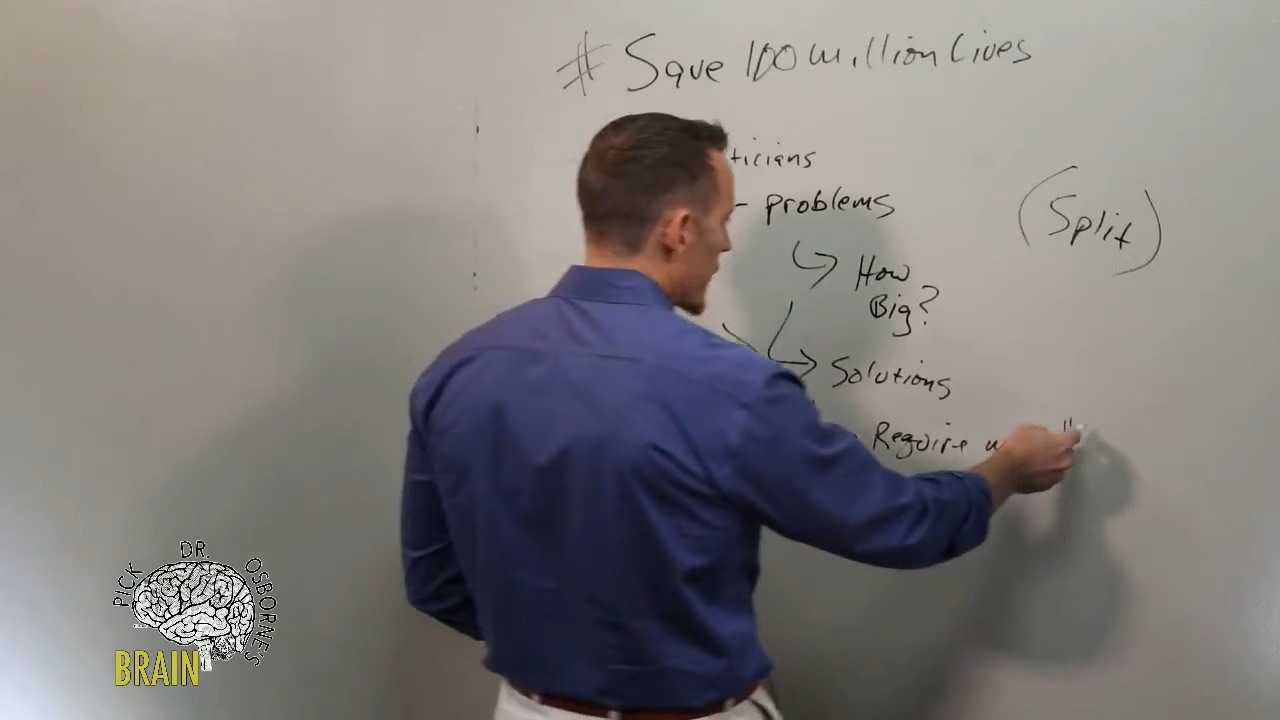 # Save 100 million Lives
ticians
- problems
(Split)
How
Big?
Solutions
Require
PICK DR. OSBORNE'S
BRAIN